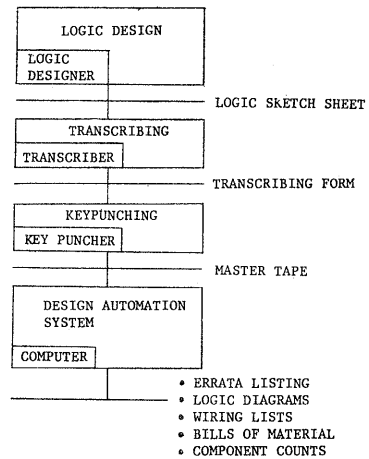 LOGIC DESIGN
LOGIC
DESIGNER
LOGIC SKETCH SHEET
TRANSCRIBING
TRANSCRIBER
TRANSCRIBING FORM
KEYPUNCHING
KEY PUNCHER
MASTER TAPE
DESIGN AUTOMATION
SYSTEM
COMPUTER
• ERRATA LISTING
• LOGIC DIAGRAMS
• WIRING LISTS
• BILLS OF MATERIAL
• COMPONENT COUNTS